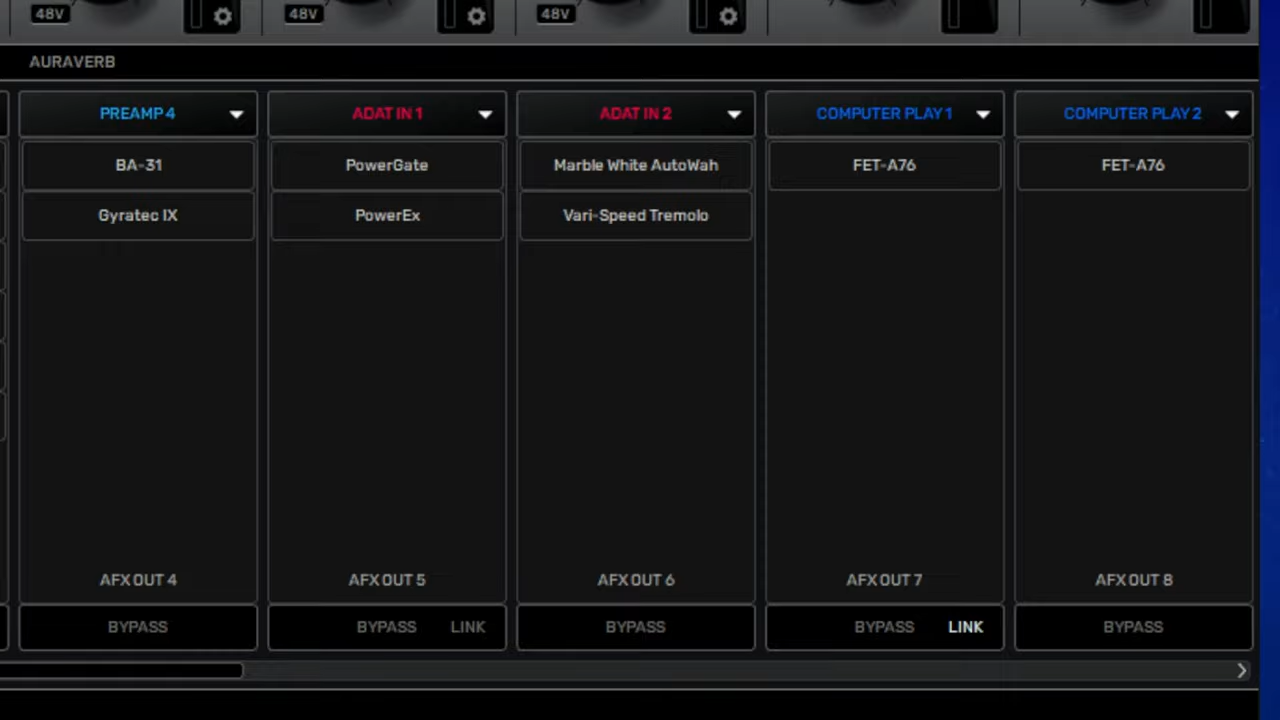 48V 48V 48V
AURAVERB
PREAMP 4 ADAT IN 1 ADAT IN 2 COMPUTER PLAY 1 COMPUTER PLAY 2
BA-31 PowerGate Marble White AutoWah FET-A76 FET-A76
Gyratec IX PowerEx Vari-Speed Tremolo
AFX OUT 4 AFX OUT 5 AFX OUT 6 AFX OUT 7 AFX OUT 8
BYPASS BYPASS LINK BYPASS BYPASS LINK BYPASS